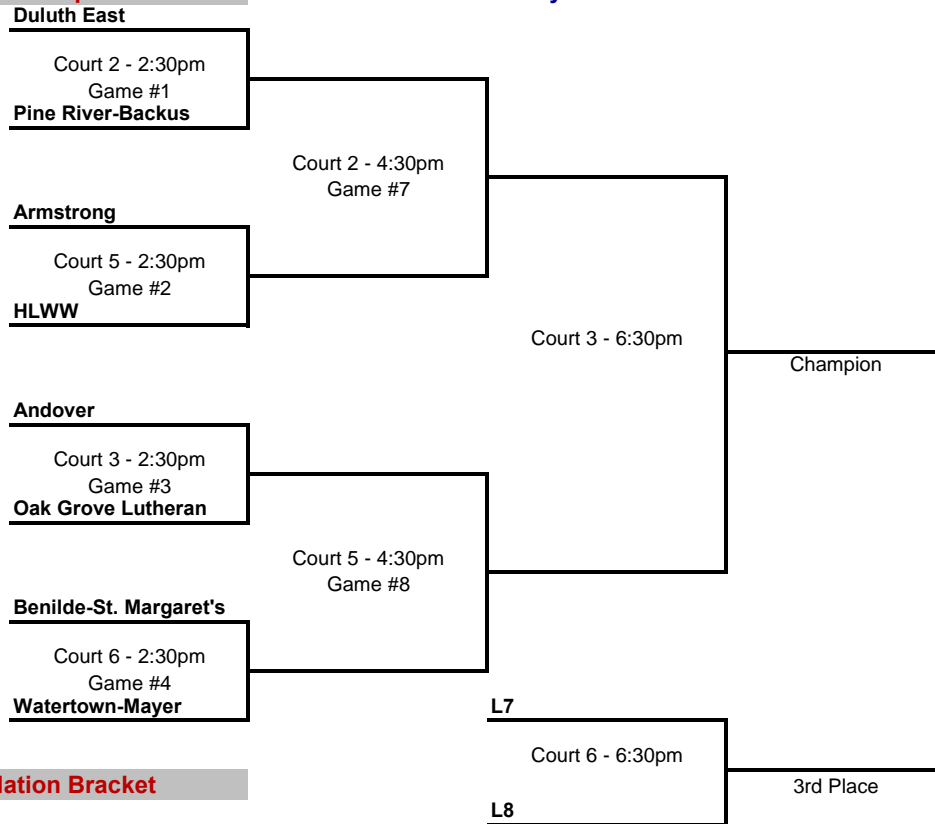 Duluth East
Court 2 - 2:30pm
Game #1
Pine River-Backus
Court 2 - 4:30pm
Game #7
Armstrong
Court 5 - 2:30pm
Game #2
HLWW
Court 3 - 6:30pm
Champion
Andover
Court 3 - 2:30pm
Game #3
Oak Grove Lutheran
Court 5 - 4:30pm
Game #8
Benilde-St. Margaret's
Court 6 - 2:30pm
Game #4
Watertown-Mayer
L7
Court 6 - 6:30pm
3rd Place
lation Bracket
L8